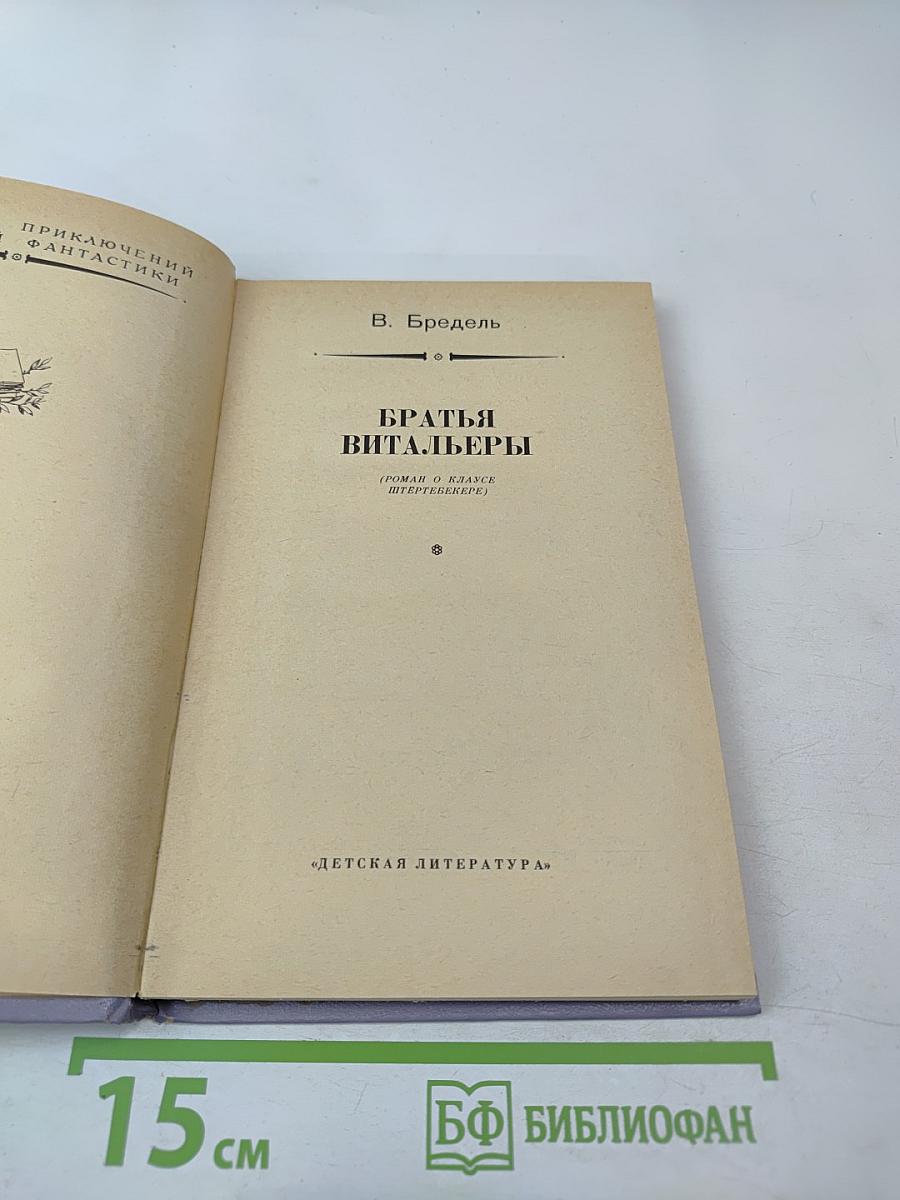 ПРИКЛЮЧЕНИЙ
Й ФАНТАСТИКИ
В. Бредель
БРАТЬЯ
ВИТАЛЬЕРЫ
(РОМАН О КЛАУСЕ
ШТЁРТЕБЕКЕРЕ)
«ДЕТСКАЯ ЛИТЕРАТУРА»
15 см
БФ БИБЛИОФАН